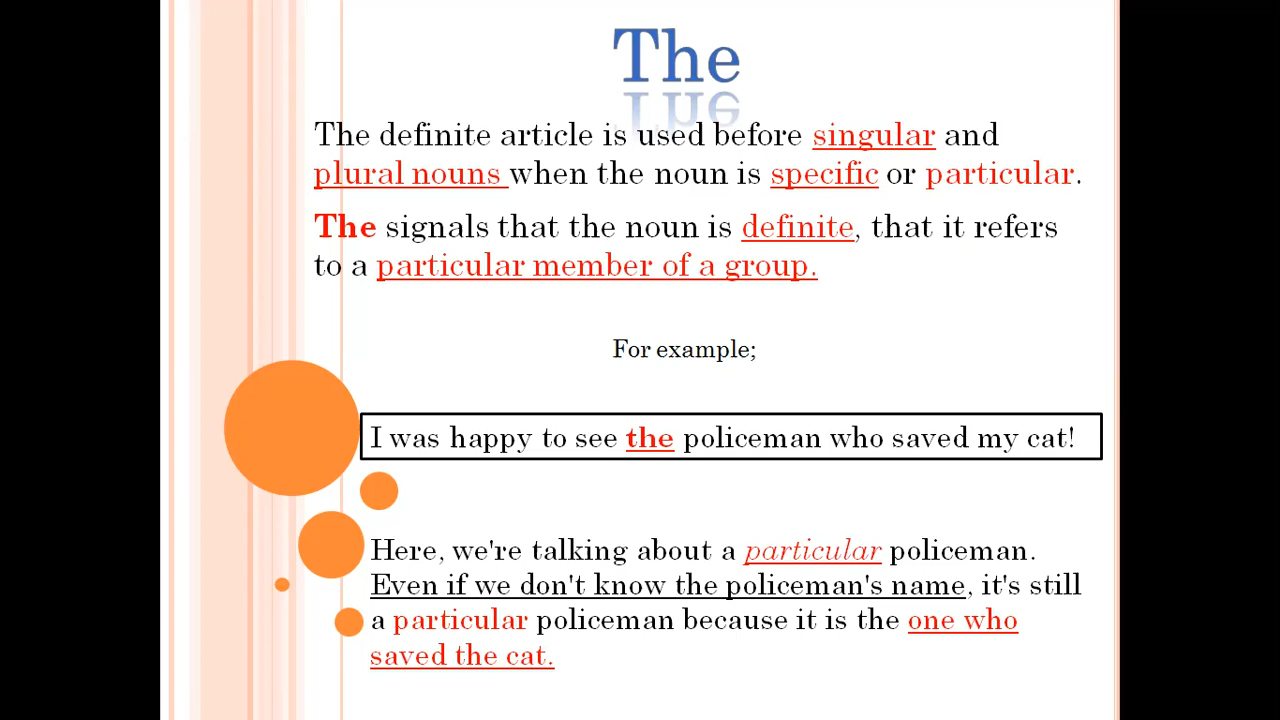 The
The definite article is used before singular and
plural nouns when the noun is specific or particular.
The signals that the noun is definite, that it refers
to a particular member of a group.
For example;
I was happy to see the policeman who saved my cat!
Here, we're talking about a particular policeman.
Even if we don't know the policeman's name, it's still
a particular policeman because it is the one who
saved the cat.